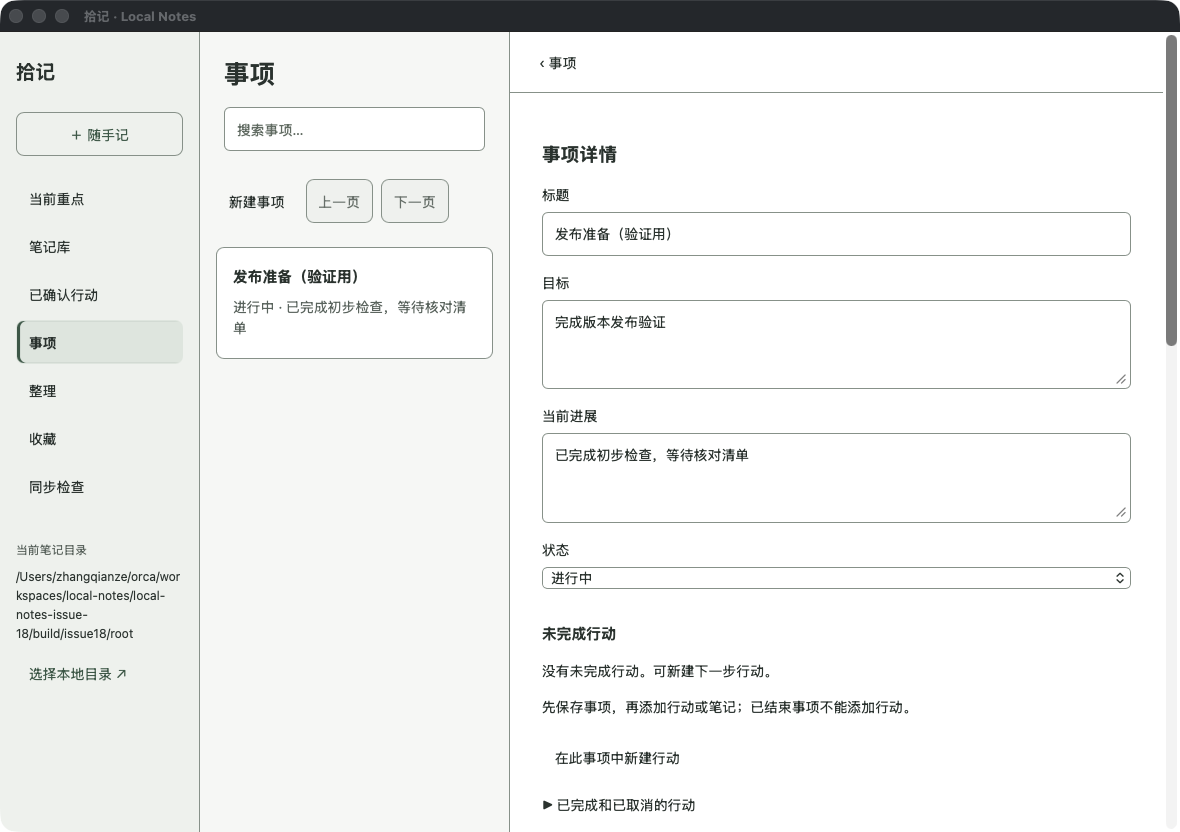 拾记 · Local Notes
拾记
+ 随手记
当前重点
笔记库
已确认行动
事项
整理
收藏
同步检查
当前笔记目录
/Users/zhangqianze/orca/wor
kspaces/local-notes/local-
notes-issue-
18/build/issue18/root
选择本地目录 ↗
事项
搜索事项...
新建事项
上一页
下一页
发布准备（验证用）
进行中 · 已完成初步检查，等待核对清
单
‹ 事项
事项详情
标题
发布准备（验证用）
目标
完成版本发布验证
当前进展
已完成初步检查，等待核对清单
状态
进行中
未完成行动
没有未完成行动。可新建下一步行动。
先保存事项，再添加行动或笔记；已结束事项不能添加行动。
在此事项中新建行动
▶ 已完成和已取消的行动